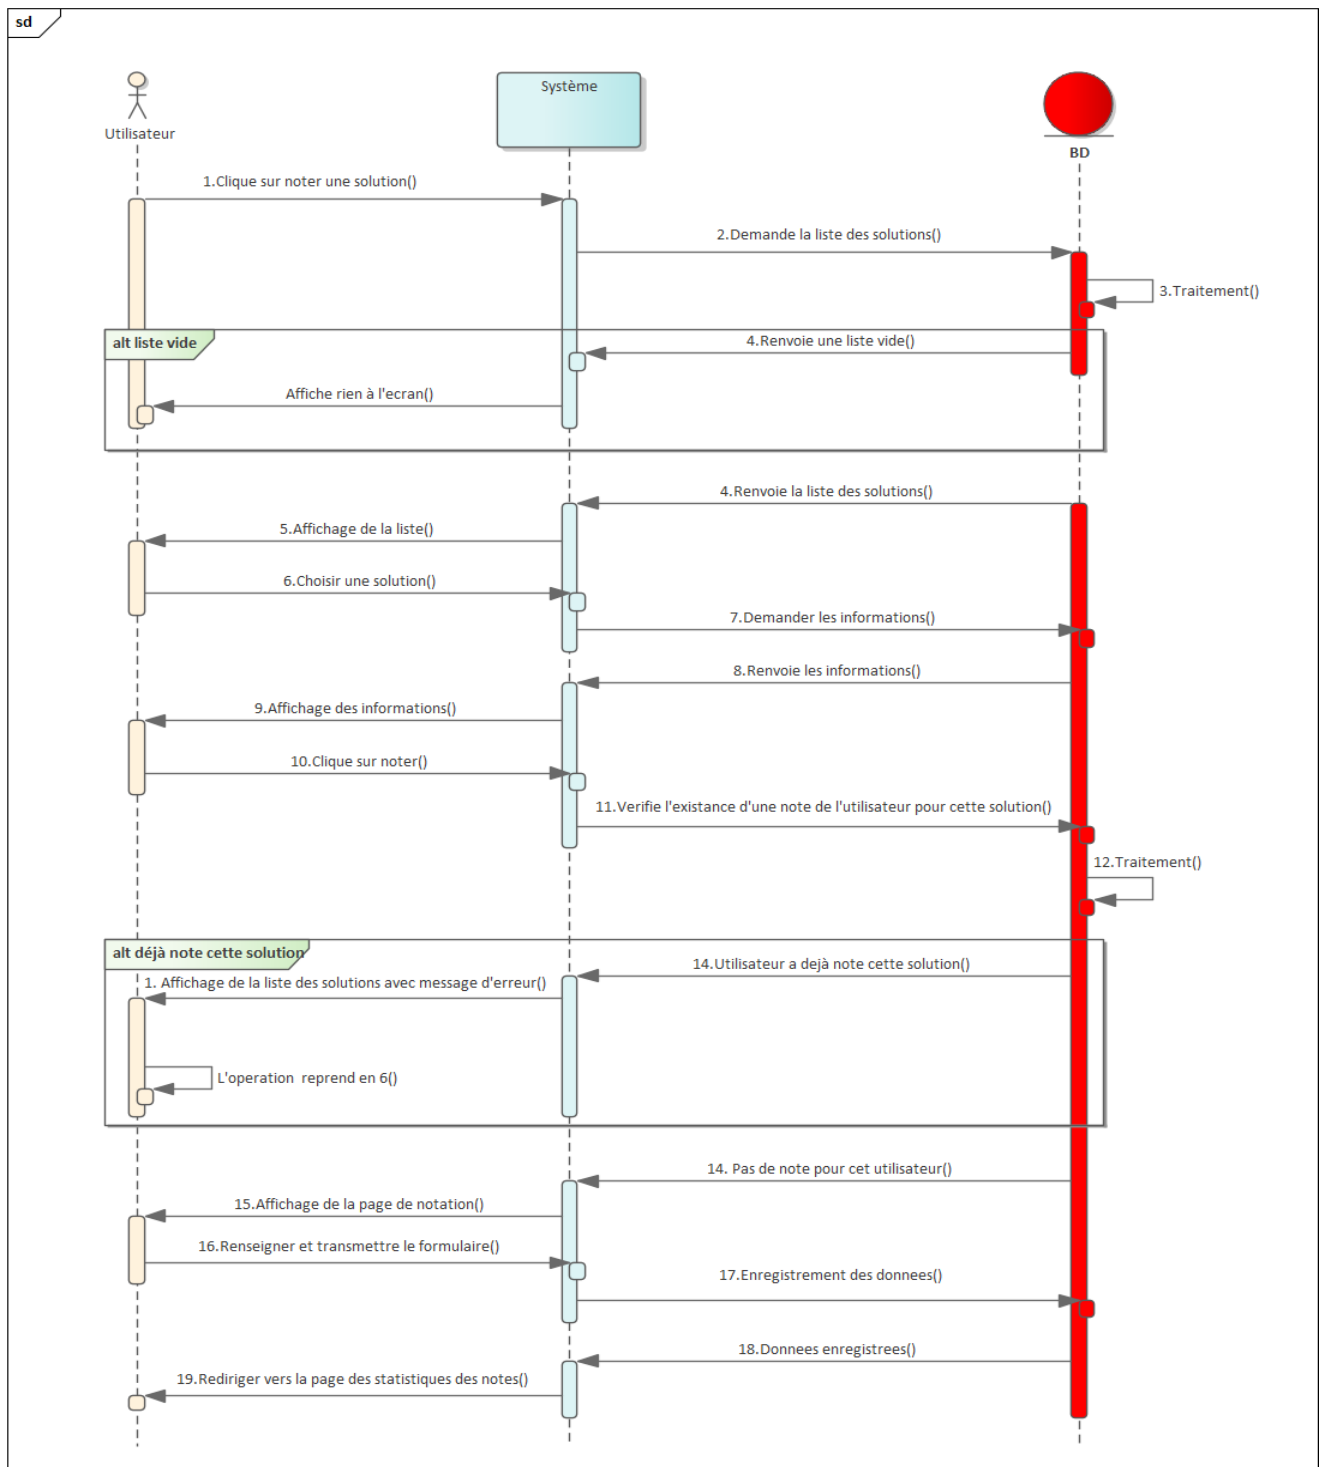 sd
Système
Utilisateur
BD
1.Clique sur noter une solution()
2.Demande la liste des solutions()
3.Traitement()
alt liste vide
4.Renvoie une liste vide()
Affiche rien à l'ecran()
4.Renvoie la liste des solutions()
5.Affichage de la liste()
6.Choisir une solution()
7.Demander les informations()
8.Renvoie les informations()
9.Affichage des informations()
10.Clique sur noter()
11.Verifie l'existance d'une note de l'utilisateur pour cette solution()
12.Traitement()
alt déjà note cette solution
14.Utilisateur a dejà note cette solution()
1. Affichage de la liste des solutions avec message d'erreur()
L'operation  reprend en 6()
14. Pas de note pour cet utilisateur()
15.Affichage de la page de notation()
16.Renseigner et transmettre le formulaire()
17.Enregistrement des donnees()
18.Donnees enregistrees()
19.Rediriger vers la page des statistiques des notes()